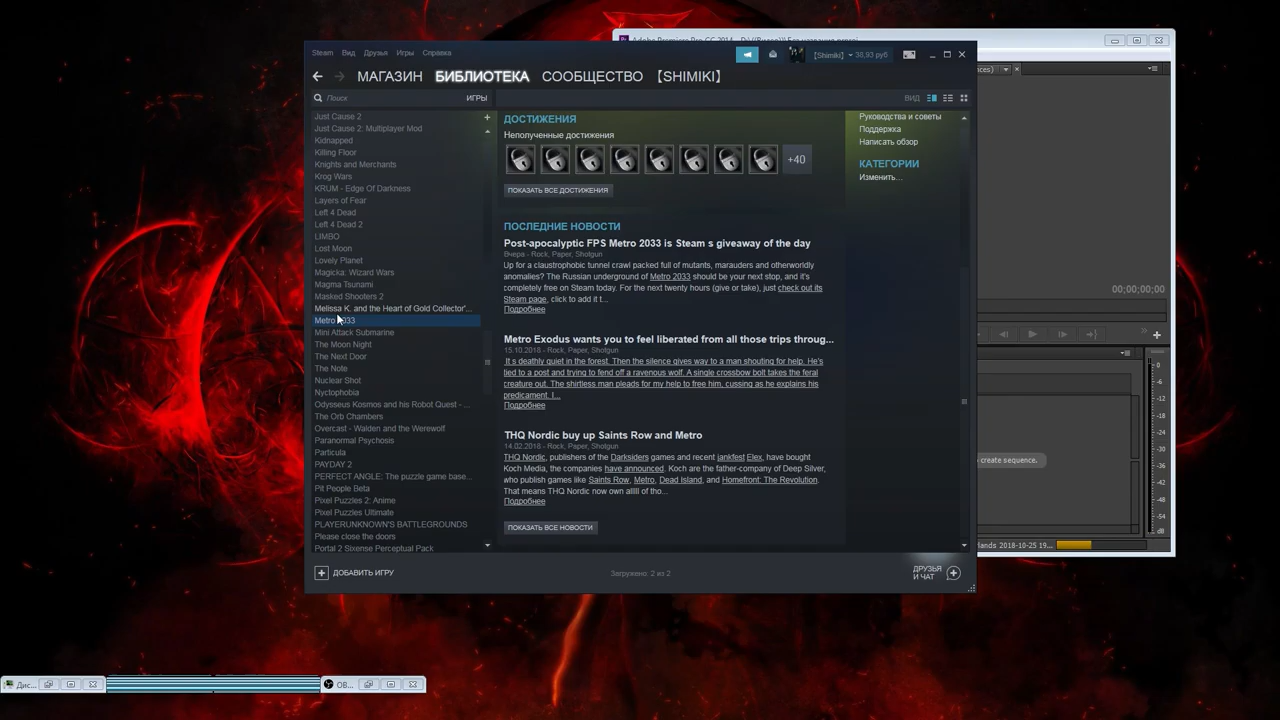 Adobe Premiere Pro CC 2014 -
Steam Вид Друзья Игры Справка
[Shimiki] 38,93 руб
МАГАЗИН БИБЛИОТЕКА СООБЩЕСТВО 【SHIMIKI】
Поиск
ИГРЫ
ВИД
Just Cause 2
Just Cause 2: Multiplayer Mod
Kidnapped
Killing Floor
Knights and Merchants
Krog Wars
KRUM - Edge Of Darkness
Layers of Fear
Left 4 Dead
Left 4 Dead 2
LIMBO
Lost Moon
Lovely Planet
Magicka: Wizard Wars
Magma Tsunami
Masked Shooters 2
Melissa K. and the Heart of Gold Collector'...
Metro 2033
Mini Attack Submarine
The Moon Night
The Next Door
The Note
Nuclear Shot
Nyctophobia
Odysseus Kosmos and his Robot Quest - ...
The Orb Chambers
Overcast - Walden and the Werewolf
Paranormal Psychosis
Particula
PAYDAY 2
PERFECT ANGLE: The puzzle game base...
Pit People Beta
Pixel Puzzles 2: Anime
Pixel Puzzles Ultimate
PLAYERUNKNOWN'S BATTLEGROUNDS
Please close the doors
Portal 2 Sixense Perceptual Pack
ДОСТИЖЕНИЯ
Неполученные достижения
+40
ПОКАЗАТЬ ВСЕ ДОСТИЖЕНИЯ
ПОСЛЕДНИЕ НОВОСТИ
Post-apocalyptic FPS Metro 2033 is Steam s giveaway of the day
Вчера - Rock, Paper, Shotgun
Up for a claustrophobic tunnel crawl packed full of mutants, marauders and otherworldly
anomalies? The Russian underground of Metro 2033 should be your next stop, and it's
completely free on Steam today. For the next twenty hours (give or take), just check out its
Steam page, click to add it t...
Подробнее
Metro Exodus wants you to feel liberated from all those trips throug...
15.10.2018 - Rock, Paper, Shotgun
It's deathly quiet in the forest. Then the silence gives way to a man shouting for help. He's
tied to a post and trying to fend off a ravenous wolf. A single crossbow bolt takes the feral
creature out. The shirtless man pleads for my help to free him, cussing as he explains his
predicament. I...
Подробнее
THQ Nordic buy up Saints Row and Metro
14.02.2018 - Rock, Paper, Shotgun
THQ Nordic, publishers of the Darksiders games and recent jankfest Elex, have bought
Koch Media, the companies have announced. Koch are the father-company of Deep Silver,
who publish games like Saints Row, Metro, Dead Island, and Homefront: The Revolution.
That means THQ Nordic now own allll of tho...
Подробнее
ПОКАЗАТЬ ВСЕ НОВОСТИ
Руководства и советы
Поддержка
Написать обзор
КАТЕГОРИИ
Изменить...
ДОБАВИТЬ ИГРУ
Загружено: 2 из 2
ДРУЗЬЯ
И ЧАТ
00;00;00;00
0
-6
-12
-18
-24
-30
-36
-42
-48
-54
dB
create sequence.
lands 2018-10-25 19...
Дис...
OB...